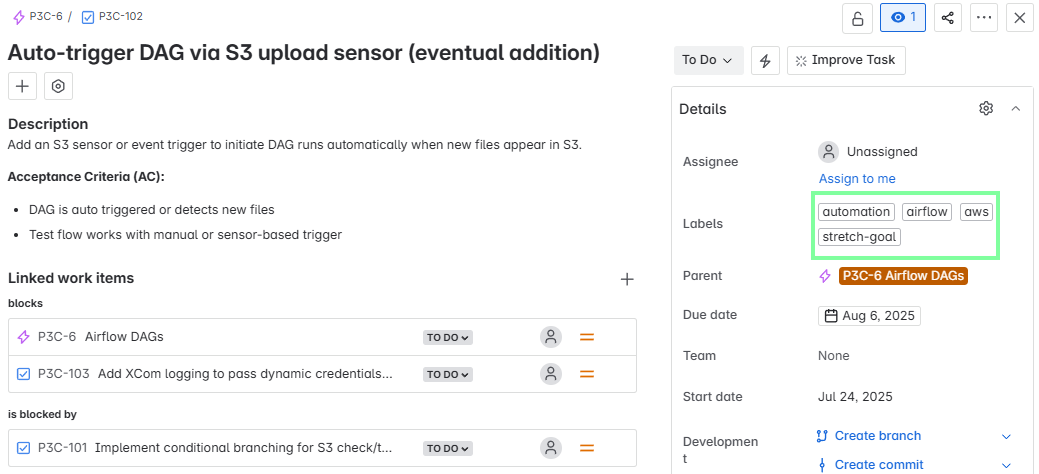 P3C-6 / P3C-102
1
Auto-trigger DAG via S3 upload sensor (eventual addition)
Description
Add an S3 sensor or event trigger to initiate DAG runs automatically when new files appear in S3.
Acceptance Criteria (AC):
• DAG is auto triggered or detects new files
• Test flow works with manual or sensor-based trigger
Linked work items
blocks
P3C-6 Airflow DAGs TO DO
P3C-103 Add XCom logging to pass dynamic credentials... TO DO
is blocked by
P3C-101 Implement conditional branching for S3 check/t... TO DO
To Do
Improve Task
Details
Assignee
Unassigned
Assign to me
Labels
automation airflow aws
stretch-goal
Parent
P3C-6 Airflow DAGs
Due date
Aug 6, 2025
Team
None
Start date
Jul 24, 2025
Developmen
t
Create branch
Create commit